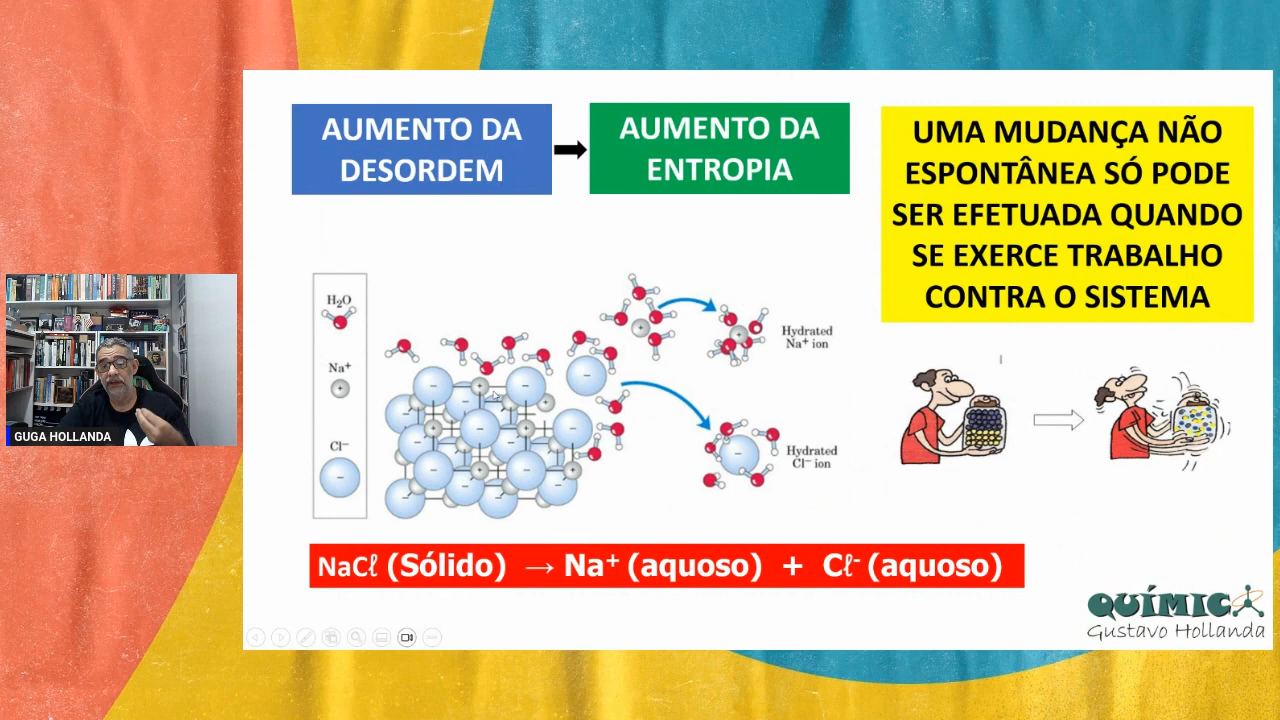 AUMENTO DA
DESORDEM
AUMENTO DA
ENTROPIA
UMA MUDANÇA NÃO
ESPONTÂNEA SÓ PODE
SER EFETUADA QUANDO
SE EXERCE TRABALHO
CONTRA O SISTEMA
H₂O
Na⁺
+
Cl⁻
−
Hydrated
Na⁺ ion
Hydrated
Cl⁻ ion
NaCℓ (Sólido) → Na⁺ (aquoso) + Cℓ⁻ (aquoso)
GUGA HOLLANDA
QUÍMICA
Gustavo Hollanda